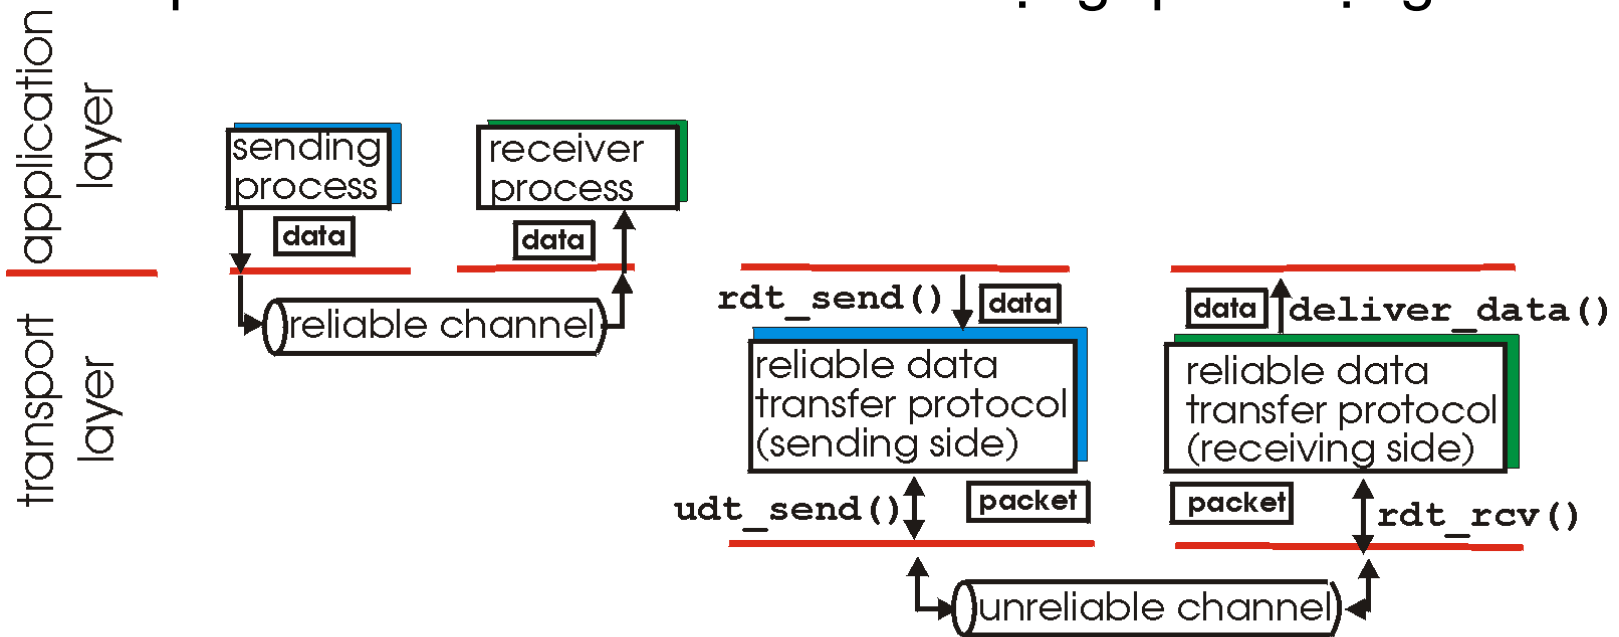 application
layer
transport
layer
sending
process
data
receiver
process
data
reliable channel
rdt_send()
data
reliable data
transfer protocol
(sending side)
udt_send()
packet
data
deliver_data()
reliable data
transfer protocol
(receiving side)
packet
rdt_rcv()
unreliable channel